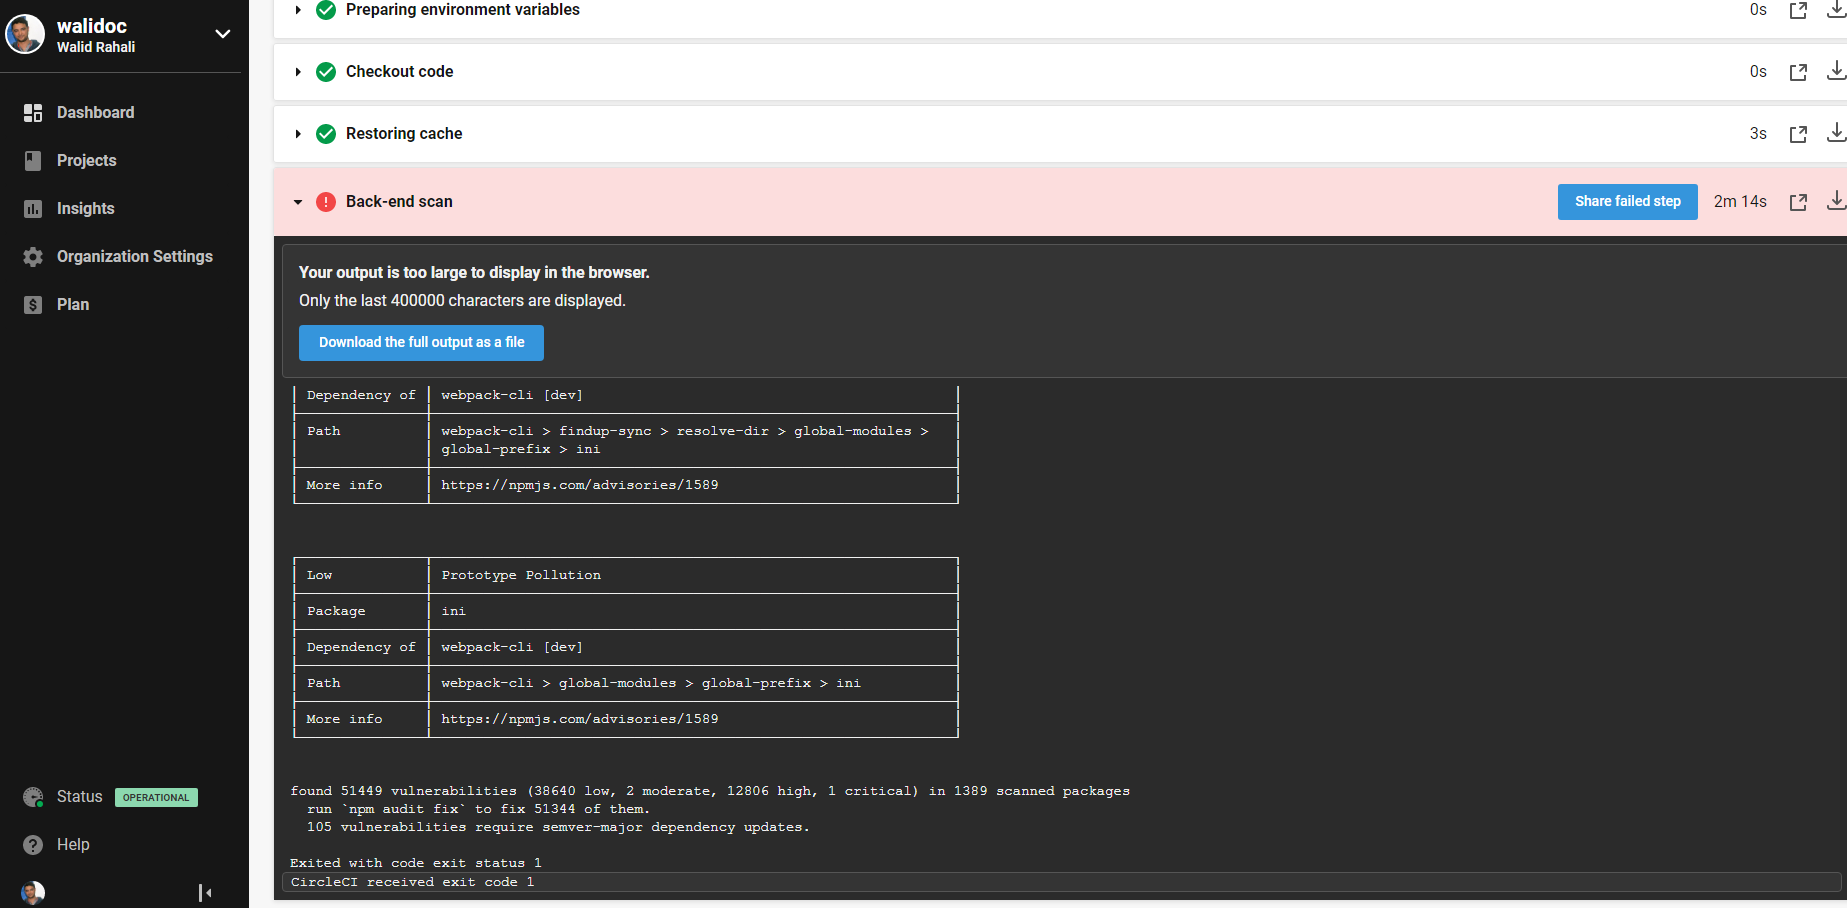 walidoc
Walid Rahali
Dashboard
Projects
Insights
Organization Settings
Plan
Status OPERATIONAL
Help
Preparing environment variables 0s
Checkout code 0s
Restoring cache 3s
Back-end scan Share failed step 2m 14s
Your output is too large to display in the browser.
Only the last 400000 characters are displayed.
Download the full output as a file
Dependency of webpack-cli [dev]
Path webpack-cli > findup-sync > resolve-dir > global-modules >
global-prefix > ini
More info https://npmjs.com/advisories/1589
Low Prototype Pollution
Package ini
Dependency of webpack-cli [dev]
Path webpack-cli > global-modules > global-prefix > ini
More info https://npmjs.com/advisories/1589
found 51449 vulnerabilities (38640 low, 2 moderate, 12806 high, 1 critical) in 1389 scanned packages
run `npm audit fix` to fix 51344 of them.
105 vulnerabilities require semver-major dependency updates.
Exited with code exit status 1
CircleCI received exit code 1